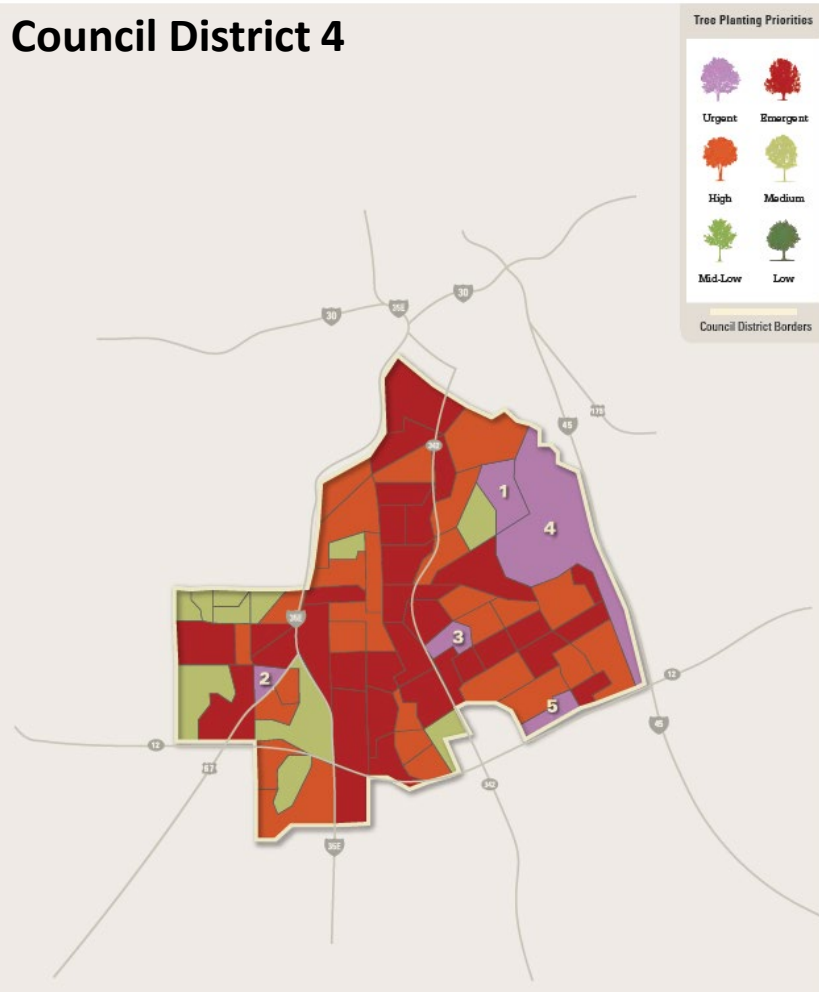 Council District 4
Tree Planting Priorities
Urgent Emergent
High Medium
Mid-Low Low
Council District Borders
30
35E
30
45
342
1
4
35E
3
2
12
5
12
67
45
342
35E